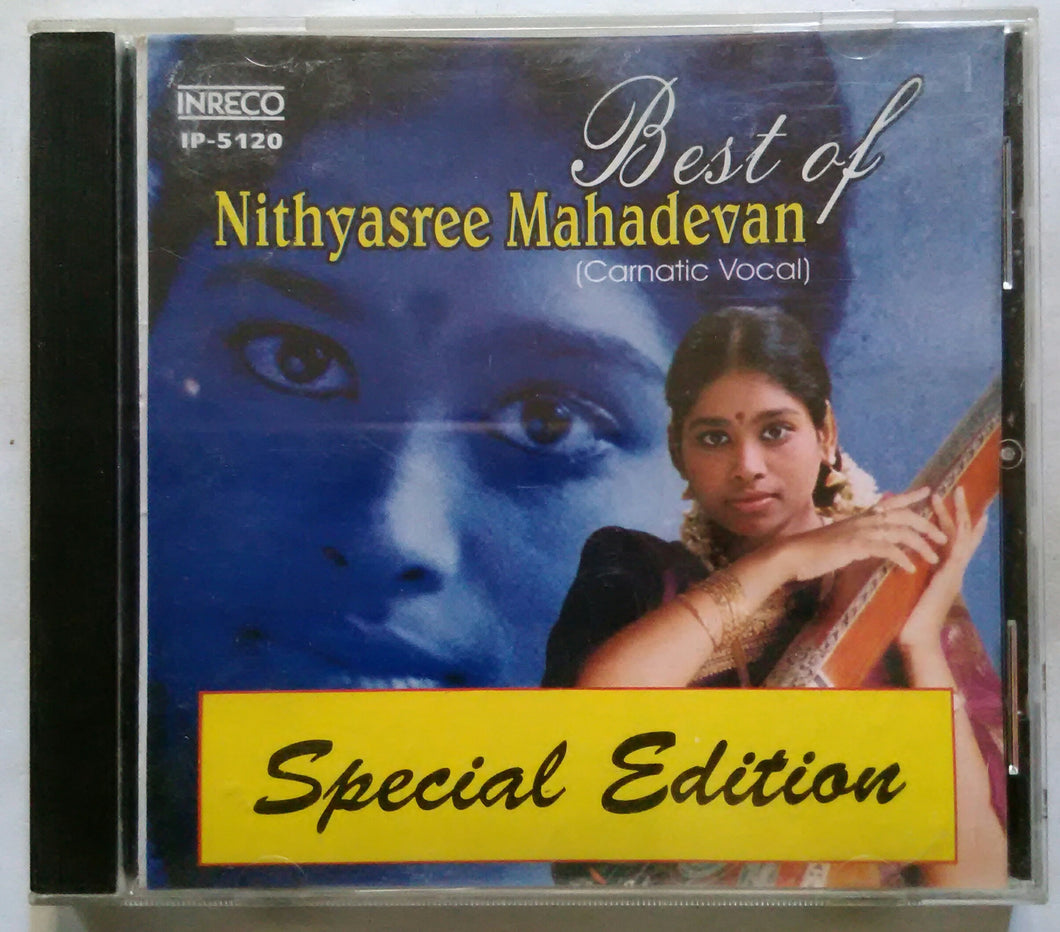 INRECO
IP-5120
Best of
Nithyasree Mahadevan
(Carnatic Vocal)
Special Edition